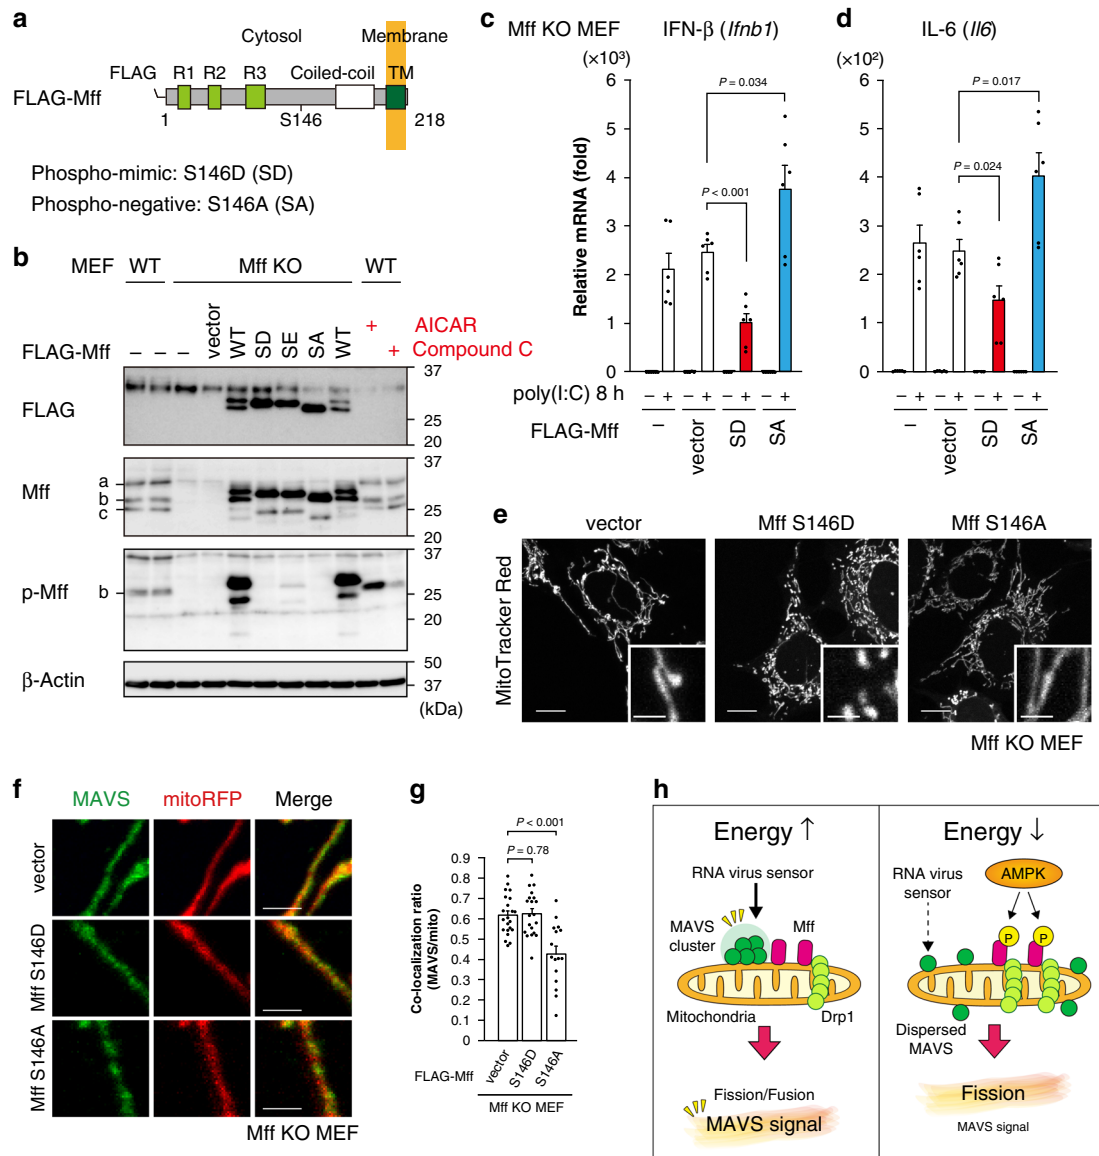 a
Cytosol
Membrane
FLAG R1 R2 R3 Coiled-coil TM
FLAG-Mff
1 S146 218
Phospho-mimic: S146D (SD)
Phospho-negative: S146A (SA)
b
MEF WT Mff KO WT
FLAG-Mff – – – vector WT SD SE SA WT + AICAR
+ Compound C
FLAG
37
25
20
Mff
a
b
c
37
25
20
p-Mff
b
37
25
20
β-Actin
50
37
(kDa)
c
Mff KO MEF IFN-β (Ifnb1)
(×10³)
Relative mRNA (fold)
6
5
4
3
2
1
0
P = 0.034
P < 0.001
poly(I:C) 8 h – + – + – + – +
FLAG-Mff – vector SD SA
d
IL-6 (Il6)
(×10²)
6
5
4
3
2
1
0
P = 0.017
P = 0.024
– + – + – + – +
– vector SD SA
e
vector Mff S146D Mff S146A
MitoTracker Red
Mff KO MEF
f
MAVS mitoRFP Merge
vector
Mff S146D
Mff S146A
Mff KO MEF
g
P < 0.001
P = 0.78
Co-localization ratio
(MAVS/mito)
0.9
0.8
0.7
0.6
0.5
0.4
0.3
0.2
0.1
0
FLAG-Mff vector S146D S146A
Mff KO MEF
h
Energy ↑
RNA virus sensor
MAVS
cluster
Mff
Mitochondria
Drp1
Fission/Fusion
MAVS signal
Energy ↓
RNA virus
sensor
AMPK
P P
Dispersed
MAVS
Fission
MAVS signal